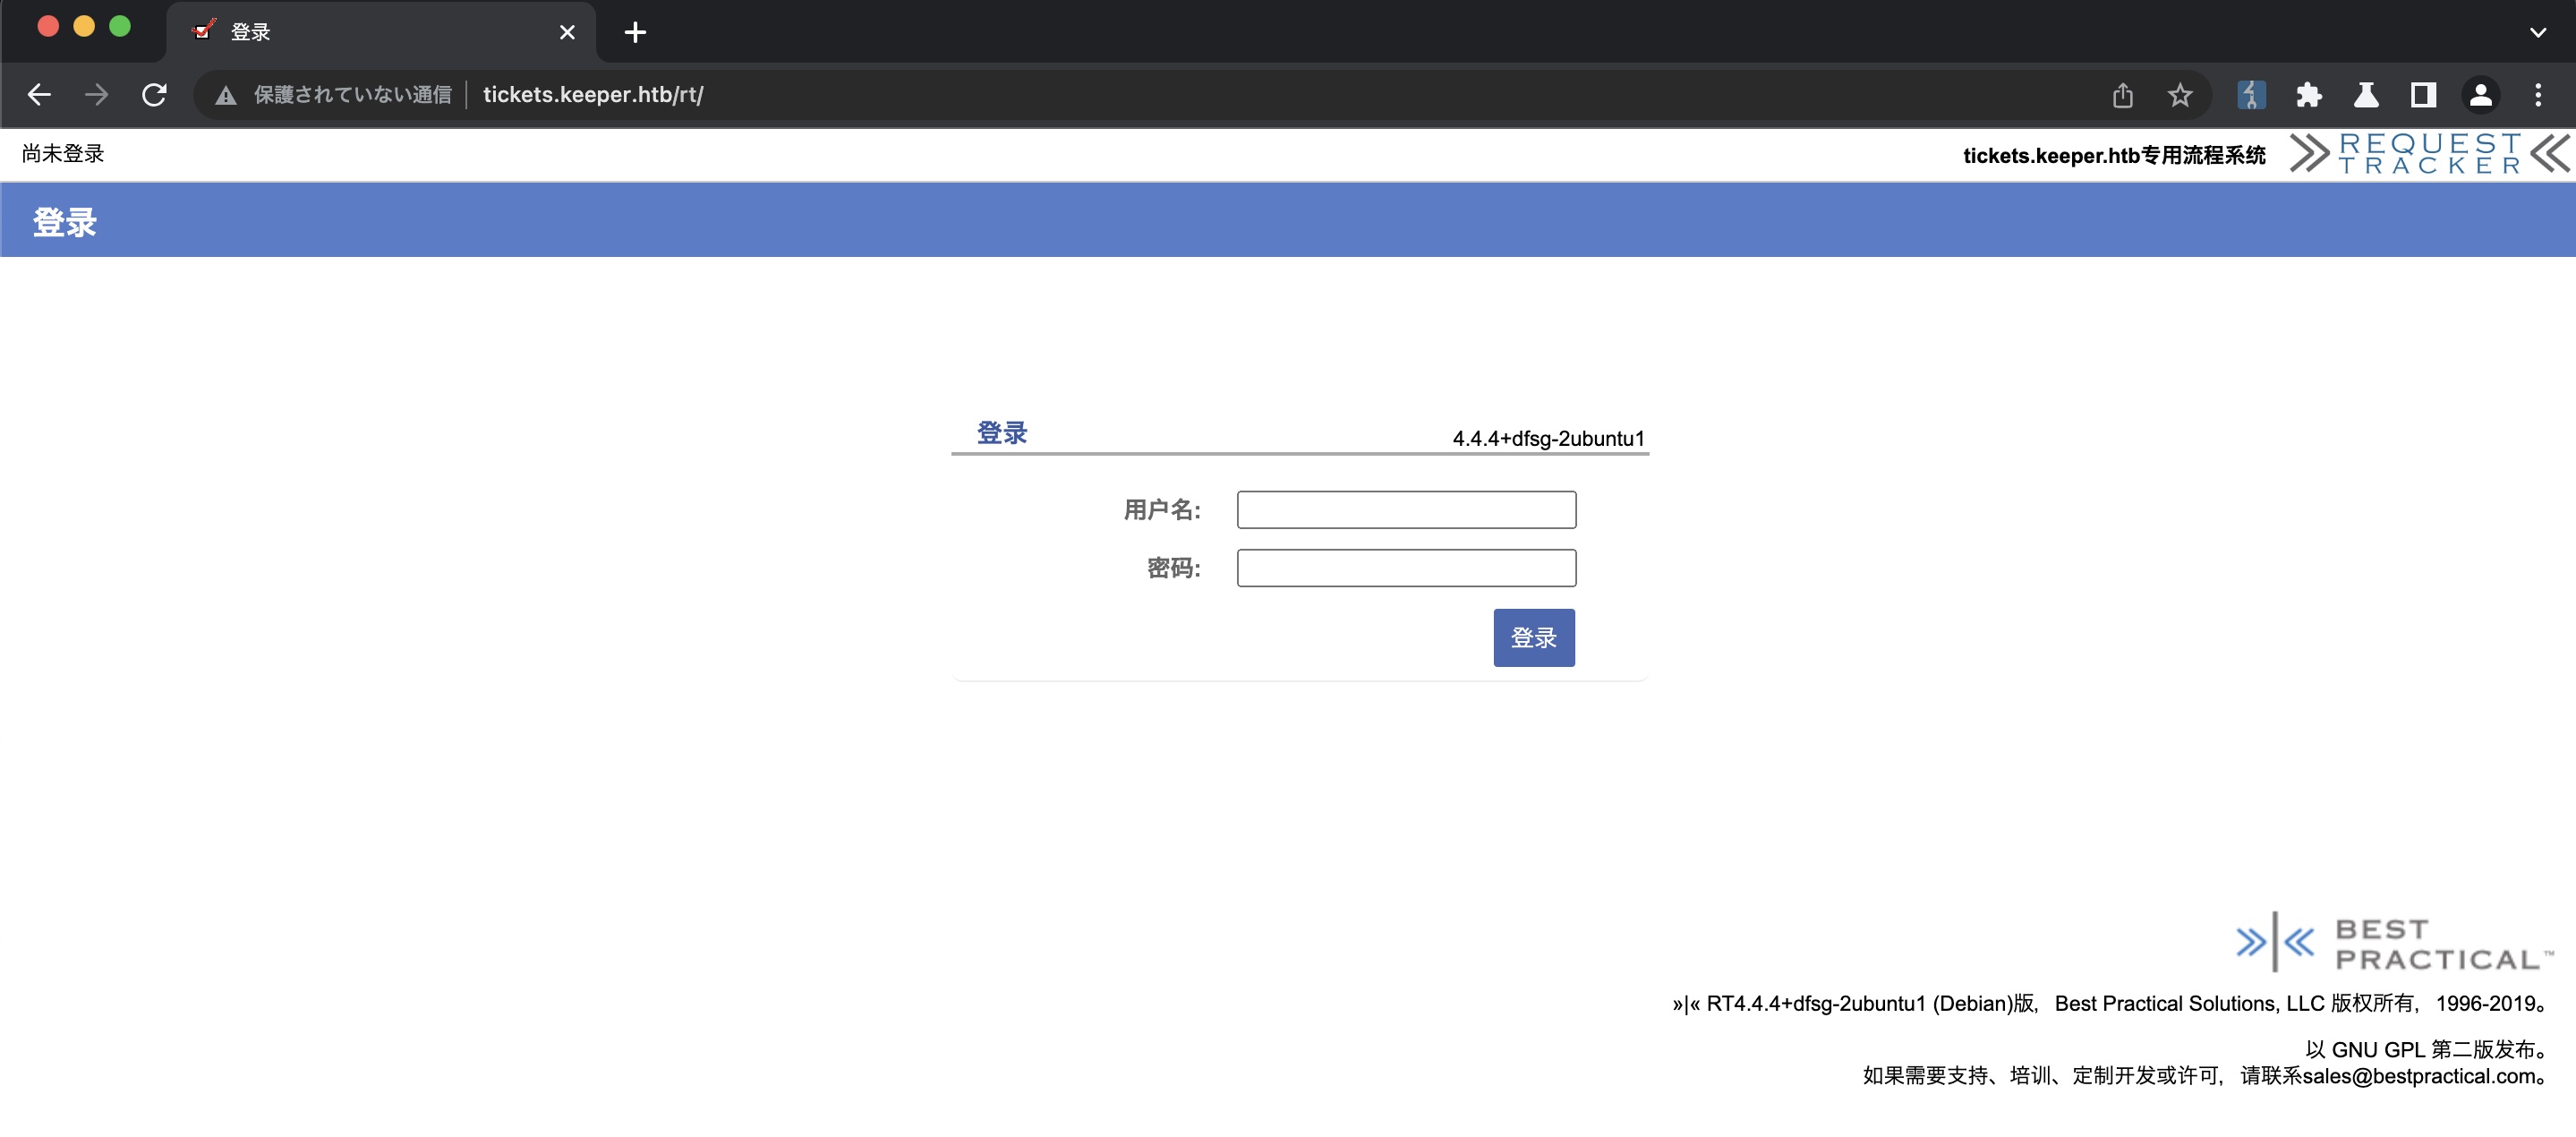 登录
保護されていない通信 tickets.keeper.htb/rt/
尚未登录
tickets.keeper.htb专用流程系统
REQUEST
TRACKER
登录
登录
4.4.4+dfsg-2ubuntu1
用户名:
密码:
登录
BEST
PRACTICAL™
»|« RT4.4.4+dfsg-2ubuntu1 (Debian)版，Best Practical Solutions, LLC 版权所有，1996-2019。
以 GNU GPL 第二版发布。
如果需要支持、培训、定制开发或许可，请联系sales@bestpractical.com。